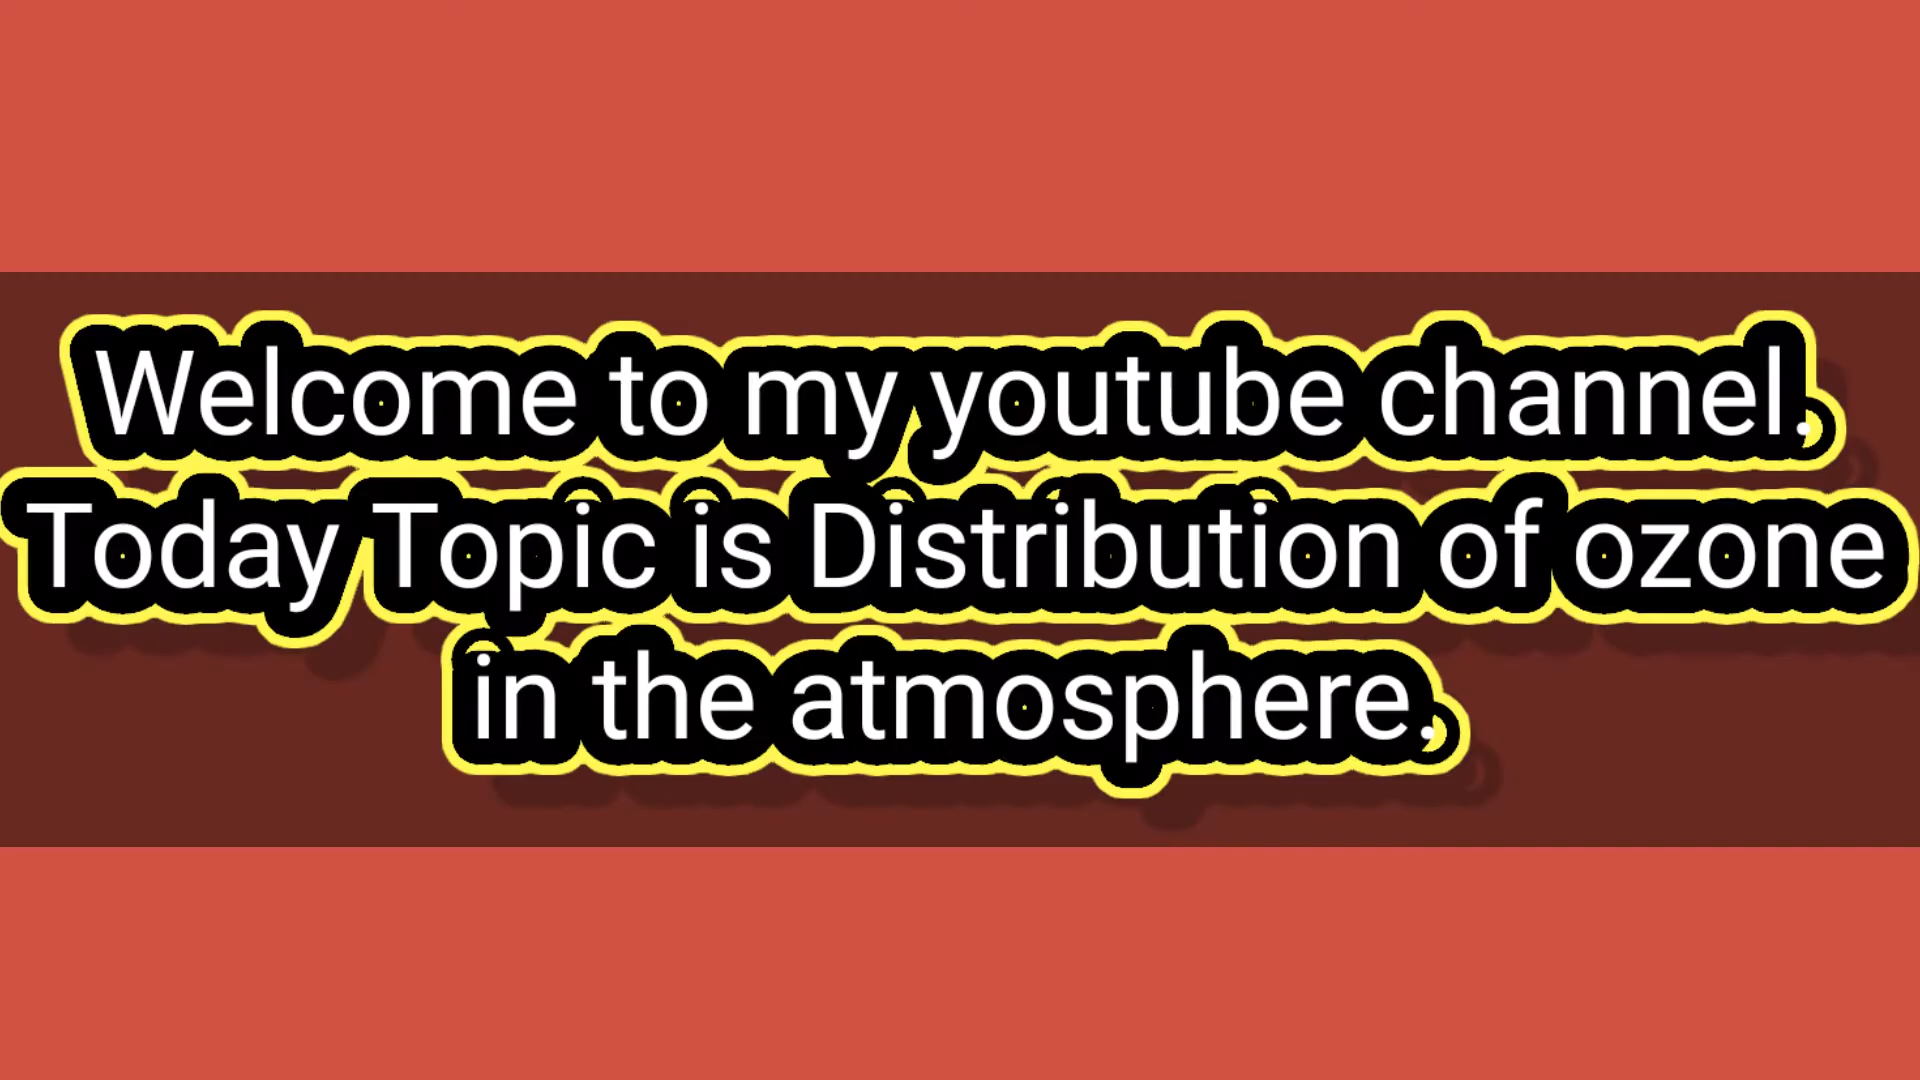 Welcome to my youtube channel.
Today Topic is Distribution of ozone
in the atmosphere.